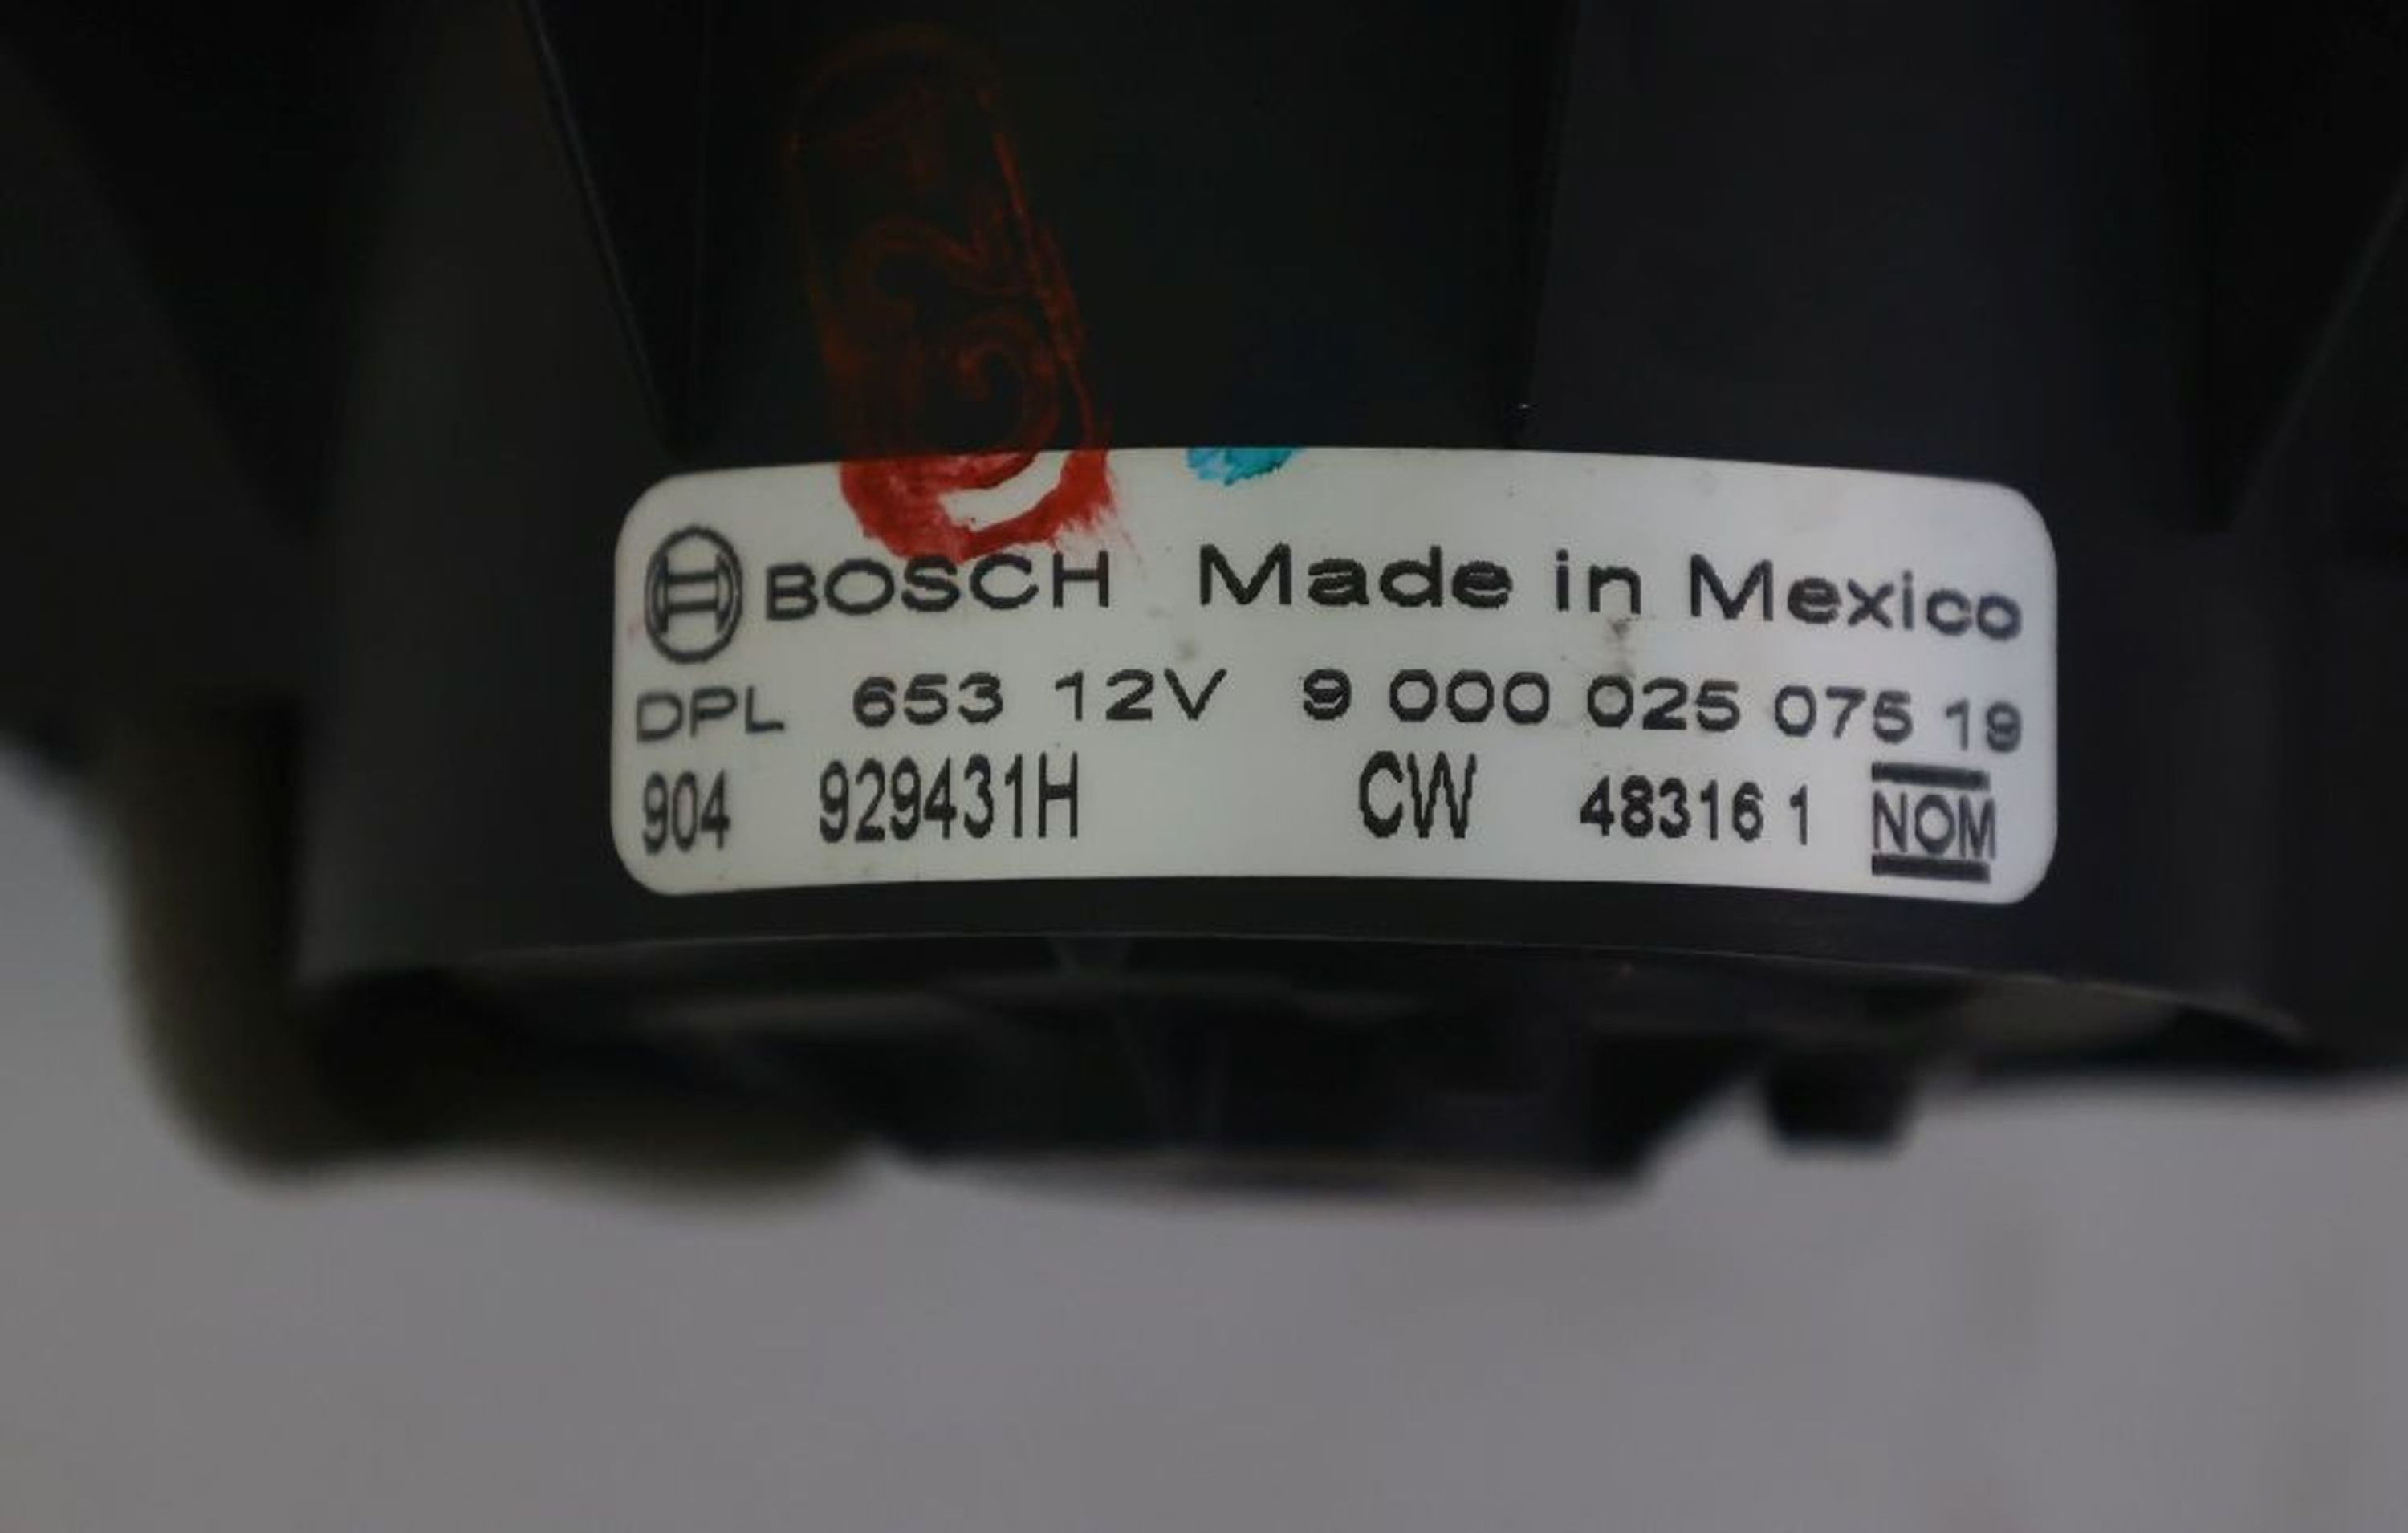 BOSCH Made in Mexico
DPL 653 12V 9 000 025 075 19
904 929431H CW 48316 1 NOM